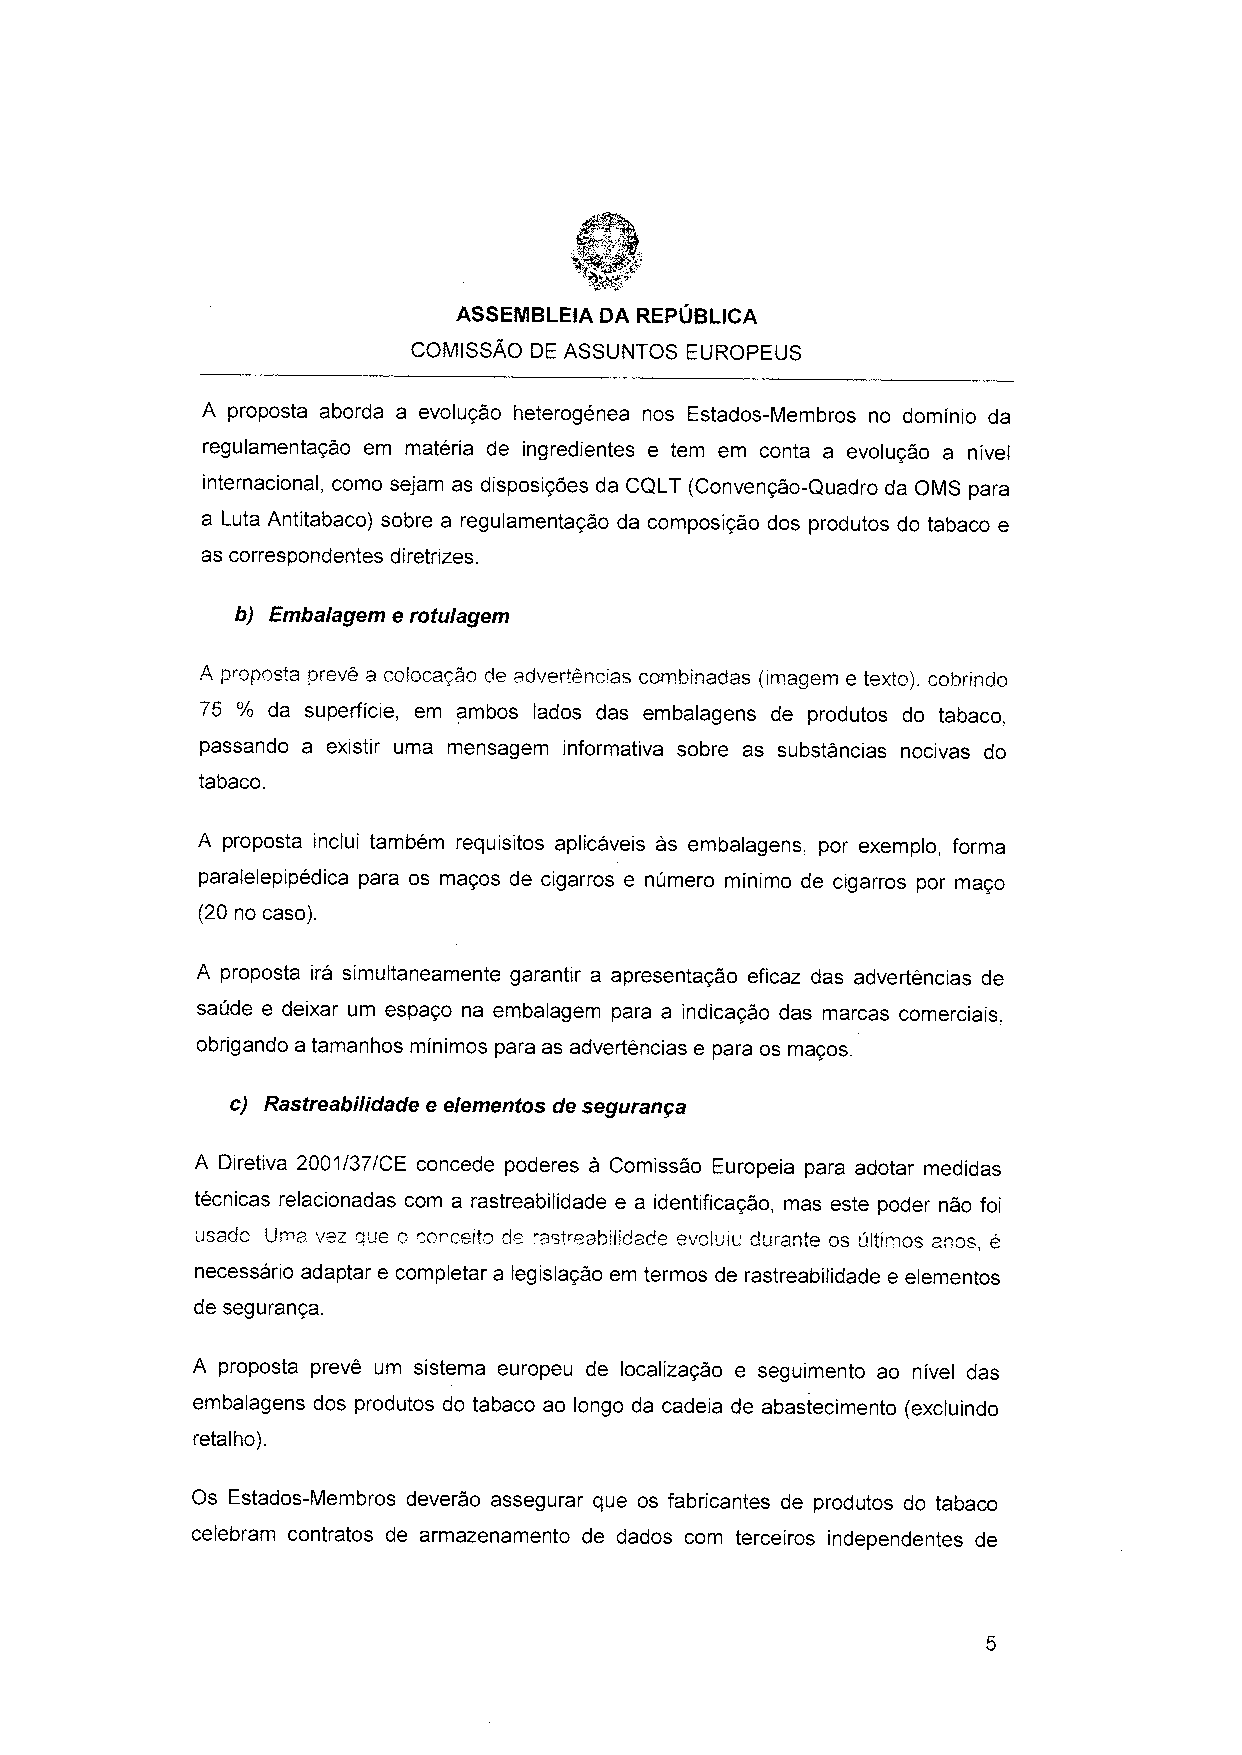 ASSEMBLEIA DA REPÚBLICA
COMISSÃO DE ASSUNTOS EUROPEUS
A proposta aborda a evolução heterogénea nos Estados-Membros no domínio da
regulamentação em matéria de ingredientes e tem em conta a evolução a nível
internacional, como sejam as disposições da CQLT (Convenção-Quadro da OMS para
a Luta Antitabaco) sobre a regulamentação da composição dos produtos do tabaco e
as correspondentes diretrizes.
b) Embalagem e rotulagem
A proposta prevê a colocação de advertências combinadas (imagem e texto), cobrindo
75 % da superfície, em ambos lados das embalagens de produtos do tabaco,
passando a existir uma mensagem informativa sobre as substâncias nocivas do
tabaco.
A proposta inclui também requisitos aplicáveis às embalagens, por exemplo, forma
paralelepipédica para os maços de cigarros e número mínimo de cigarros por maço
(20 no caso).
A proposta irá simultaneamente garantir a apresentação eficaz das advertências de
saúde e deixar um espaço na embalagem para a indicação das marcas comerciais,
obrigando a tamanhos mínimos para as advertências e para os maços.
c) Rastreabilidade e elementos de segurança
A Diretiva 2001/37/CE concede poderes à Comissão Europeia para adotar medidas
técnicas relacionadas com a rastreabilidade e a identificação, mas este poder não foi
usado. Uma vez que o conceito de rastreabilidade evoluiu durante os últimos anos, é
necessário adaptar e completar a legislação em termos de rastreabilidade e elementos
de segurança.
A proposta prevê um sistema europeu de localização e seguimento ao nível das
embalagens dos produtos do tabaco ao longo da cadeia de abastecimento (excluindo
retalho).
Os Estados-Membros deverão assegurar que os fabricantes de produtos do tabaco
celebram contratos de armazenamento de dados com terceiros independentes de
5